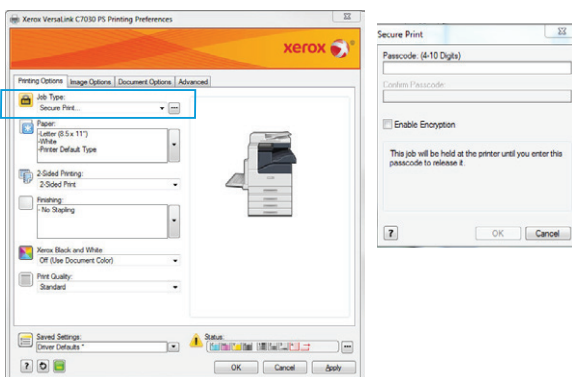 Xerox VersaLink C7030 PS Printing Preferences
xerox
Printing Options Image Options Document Options Advanced
Job Type:
Secure Print...
Paper:
-Letter (8.5 x 11")
-White
-Printer Default Type
2-Sided Printing:
2-Sided Print
Finishing:
- No Stapling
Xerox Black and White
Off (Use Document Color)
Print Quality:
Standard
Saved Settings:
Driver Defaults *
Status:
?
OK Cancel Apply
Secure Print
Passcode: (4-10 Digits)
Confirm Passcode:
Enable Encryption
This job will be held at the printer until you enter this
passcode to release it.
?
OK Cancel